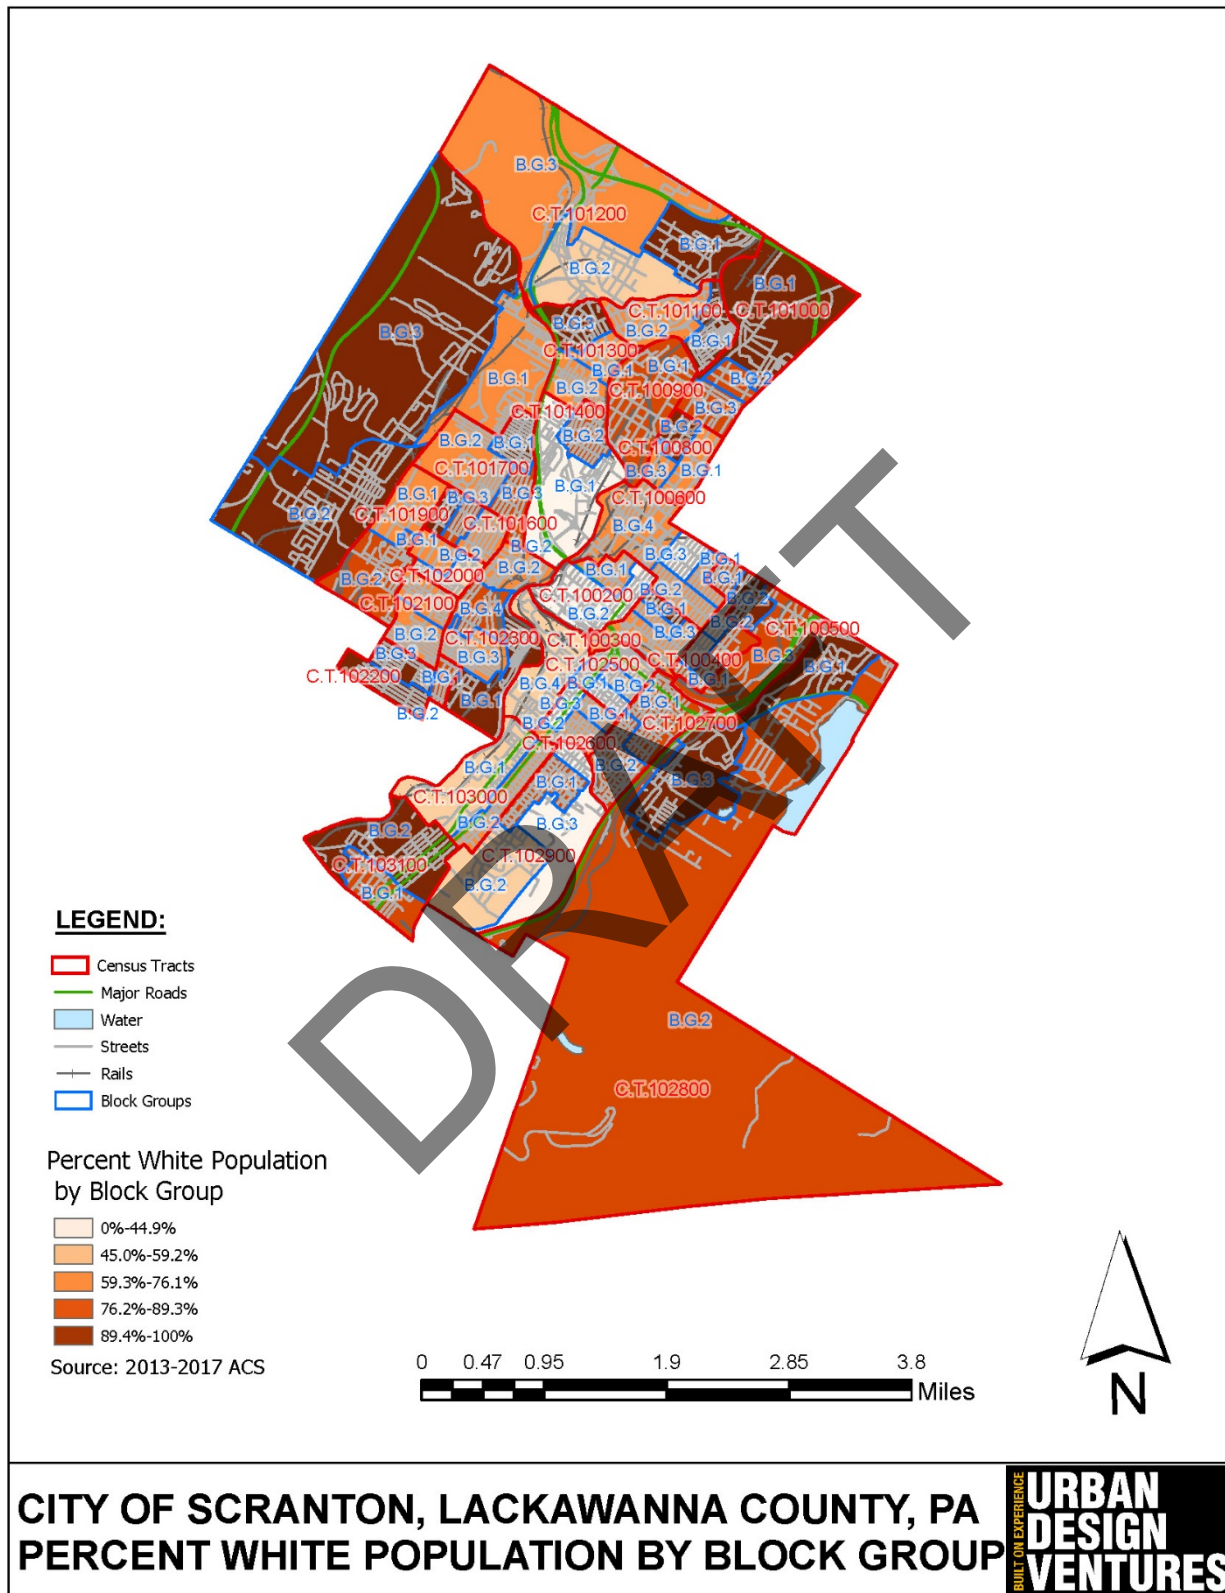 B.G.3
C.T.101200
B.G.1
B.G.2
B.G.1
C.T.101100
C.T.101000
B.G.3
B.G.3
B.G.2
B.G.1
C.T.101300
B.G.1
B.G.1
B.G.1
B.G.2
B.G.2
C.T.100900
C.T.101400
B.G.3
B.G.2
B.G.2
B.G.2
B.G.1
C.T.100800
C.T.101700
B.G.3
B.G.1
B.G.1
B.G.1
B.G.3
B.G.3
C.T.100600
B.G.2
C.T.101900
C.T.101600
B.G.4
B.G.1
B.G.2
B.G.2
B.G.3
B.G.1
B.G.2
B.G.2
C.T.102000
B.G.1
B.G.1
C.T.102100
C.T.100200
B.G.2
B.G.2
B.G.4
B.G.2
B.G.1
B.G.2
B.G.2
C.T.102300
C.T.100300
B.G.3
C.T.100500
B.G.3
B.G.3
C.T.102500
C.T.100400
B.G.3
B.G.1
C.T.102200
B.G.1
B.G.4
B.G.1
B.G.2
B.G.1
B.G.1
B.G.3
B.G.1
B.G.2
B.G.1
B.G.2
C.T.102700
C.T.102600
B.G.1
B.G.1
B.G.2
B.G.3
C.T.103000
B.G.2
B.G.2
B.G.3
C.T.102900
C.T.103100
B.G.2
B.G.1
B.G.2
C.T.102800
DRAFT
LEGEND:
Census Tracts
Major Roads
Water
Streets
Rails
Block Groups
Percent White Population
by Block Group
0%-44.9%
45.0%-59.2%
59.3%-76.1%
76.2%-89.3%
89.4%-100%
Source: 2013-2017 ACS
0 0.47 0.95 1.9 2.85 3.8
Miles
N
CITY OF SCRANTON, LACKAWANNA COUNTY, PA
PERCENT WHITE POPULATION BY BLOCK GROUP
BUILT ON EXPERIENCE
URBAN
DESIGN
VENTURES